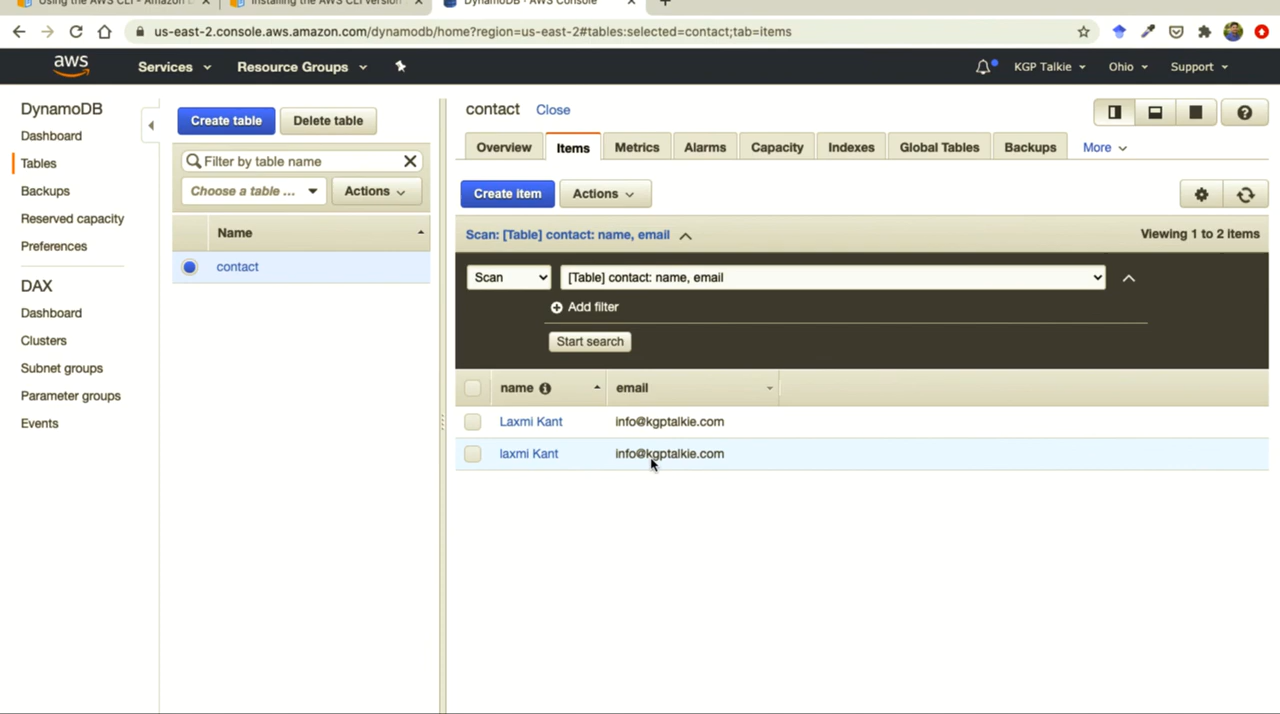 Using the AWS CLI - Amazon
Installing the AWS CLI version
DynamoDB · AWS Console
us-east-2.console.aws.amazon.com/dynamodb/home?region=us-east-2#tables:selected=contact;tab=items
aws Services Resource Groups KGP Talkie Ohio Support
DynamoDB
Dashboard
Tables
Backups
Reserved capacity
Preferences
DAX
Dashboard
Clusters
Subnet groups
Parameter groups
Events
Create table Delete table
Filter by table name
Choose a table ... Actions
Name
contact
contact Close
Overview Items Metrics Alarms Capacity Indexes Global Tables Backups More
Create item Actions
Scan: [Table] contact: name, email Viewing 1 to 2 items
Scan [Table] contact: name, email
Add filter
Start search
name email
Laxmi Kant info@kgptalkie.com
laxmi Kant info@kgptalkie.com